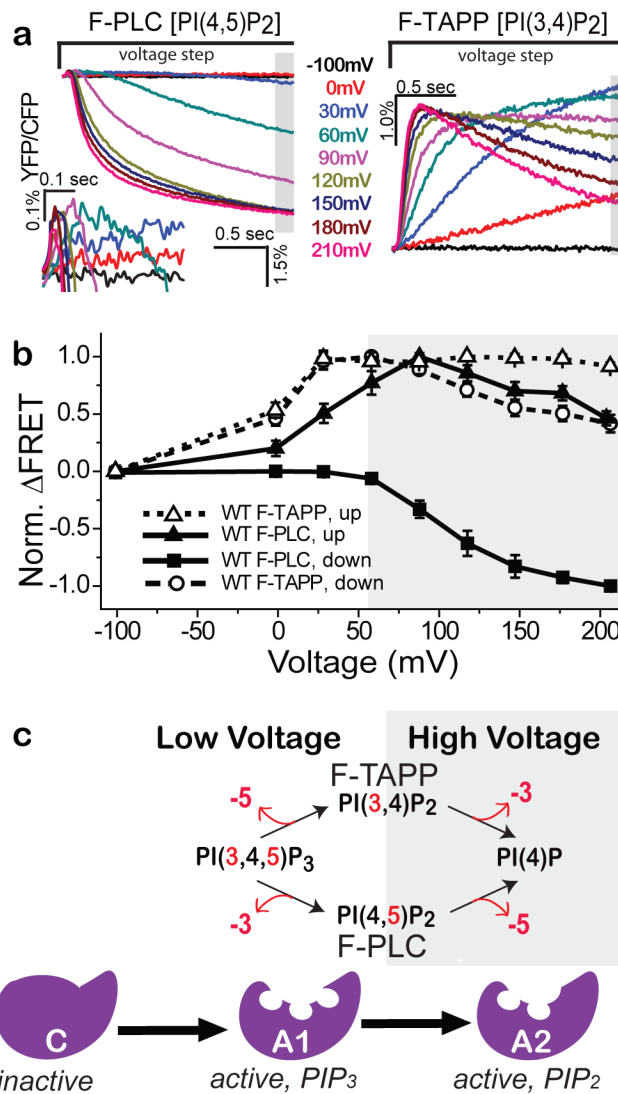 a
F-PLC [PI(4,5)P2]
voltage step
F-TAPP [PI(3,4)P2]
voltage step
-100mV
0mV
30mV
60mV
90mV
120mV
150mV
180mV
210mV
YFP/CFP
0.1 sec
0.1%
0.5 sec
1.5%
0.5 sec
1.0%
b
Norm. ΔFRET
1.0
0.5
0.0
-0.5
-1.0
WT F-TAPP, up
WT F-PLC, up
WT F-PLC, down
WT F-TAPP, down
-100
-50
0
50
100
150
200
Voltage (mV)
c
Low Voltage
High Voltage
F-TAPP
-5
PI(3,4)P2
-3
PI(3,4,5)P3
PI(4)P
-3
PI(4,5)P2
-5
F-PLC
C
A1
A2
inactive
active, PIP3
active, PIP2